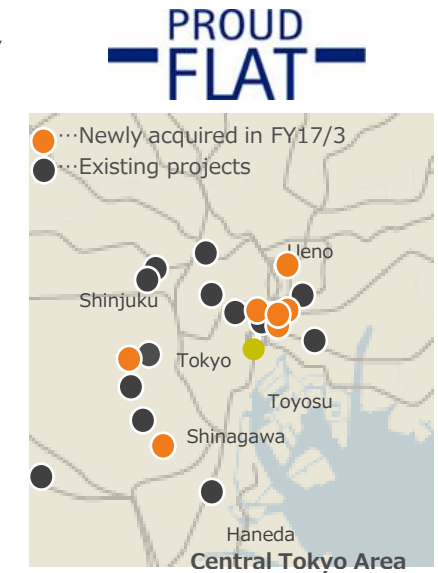 PROUD
FLAT
…Newly acquired in FY17/3
…Existing projects
Ueno
Shinjuku
Tokyo
Toyosu
Shinagawa
Haneda
Central Tokyo Area